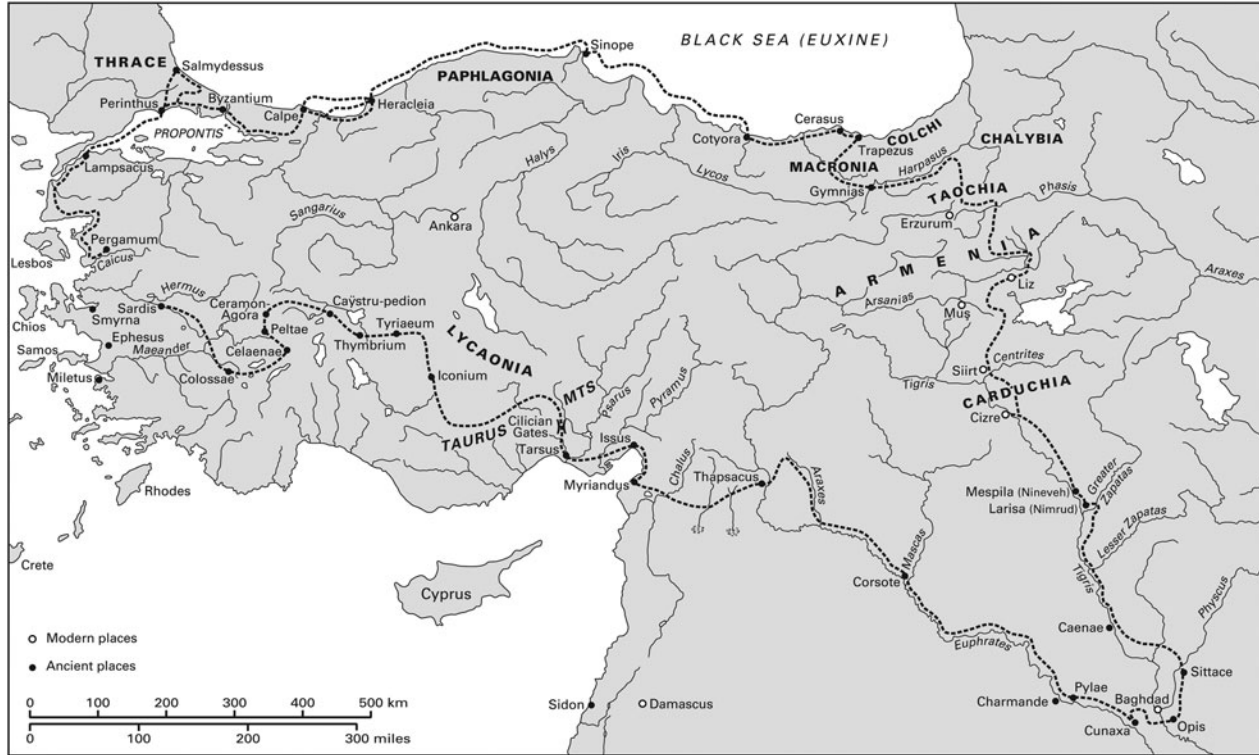 BLACK SEA (EUXINE)
Sinope
THRACE
Salmydessus
PAPHLAGONIA
Byzantium
Perinthus
Calpe
Heracleia
PROPONTIS
Cerasus
COLCHI
Cotyora
Trapezus
CHALYBIA
Lampsacus
Halys
Iris
MACRONIA
Harpasus
Lycos
Gymnias
TAOCHIA
Phasis
Sangarius
Ankara
Erzurum
Pergamum
Lesbos
Caicus
ARMENIA
Araxes
Hermus
Ceramon-
Agora
Caÿstru-pedion
Liz
Sardis
Arsanias
Chios
Smyrna
Peltae
Tyriaeum
LYCAONIA
Muş
Ephesus
Thymbrium
Samos
Maeander
Celaenae
Centrites
Miletus
Colossae
Iconium
MTS
Psarus
Pyramus
Tigris
Siirt
CARDUCHIA
Cizre
TAURUS
Cilician
Gates
Issus
Tarsus
Chalus
Thapsacus
Araxes
Greater
Zapatas
Rhodes
Myriandus
Mespila (Nineveh)
Larisa (Nimrud)
Lesser Zapatas
Mascas
Crete
Corsote
Tigris
Physcus
Cyprus
Caenae
Modern places
Euphrates
Ancient places
Sittace
0 100 200 300 400 500 km
Pylae
Baghdad
Sidon
Damascus
Charmande
Cunaxa
Opis
0 100 200 300 miles